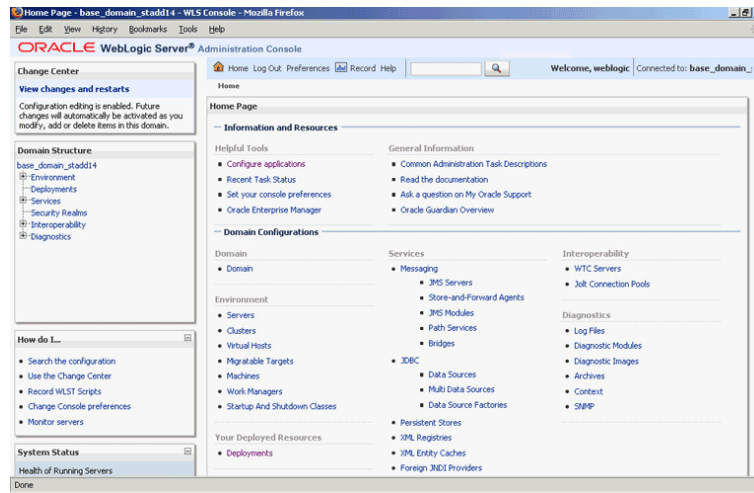 Home Page - base_domain_stadd14 - WLS Console - Mozilla Firefox
File Edit View History Bookmarks Tools Help
ORACLE WebLogic Server® Administration Console
Change Center
View changes and restarts
Configuration editing is enabled. Future
changes will automatically be activated as you
modify, add or delete items in this domain.
Domain Structure
base_domain_stadd14
Environment
Deployments
Services
Security Realms
Interoperability
Diagnostics
How do I...
Search the configuration
Use the Change Center
Record WLST Scripts
Change Console preferences
Monitor servers
System Status
Health of Running Servers
Home Log Out Preferences Record Help
Welcome, weblogic Connected to: base_domain_
Home
Home Page
Information and Resources
Helpful Tools
Configure applications
Recent Task Status
Set your console preferences
Oracle Enterprise Manager
General Information
Common Administration Task Descriptions
Read the documentation
Ask a question on My Oracle Support
Oracle Guardian Overview
Domain Configurations
Domain
Domain
Environment
Servers
Clusters
Virtual Hosts
Migratable Targets
Machines
Work Managers
Startup And Shutdown Classes
Your Deployed Resources
Deployments
Services
Messaging
JMS Servers
Store-and-Forward Agents
JMS Modules
Path Services
Bridges
JDBC
Data Sources
Multi Data Sources
Data Source Factories
Persistent Stores
XML Registries
XML Entity Caches
Foreign JNDI Providers
Interoperability
WTC Servers
Jolt Connection Pools
Diagnostics
Log Files
Diagnostic Modules
Diagnostic Images
Archives
Context
SNMP
Done